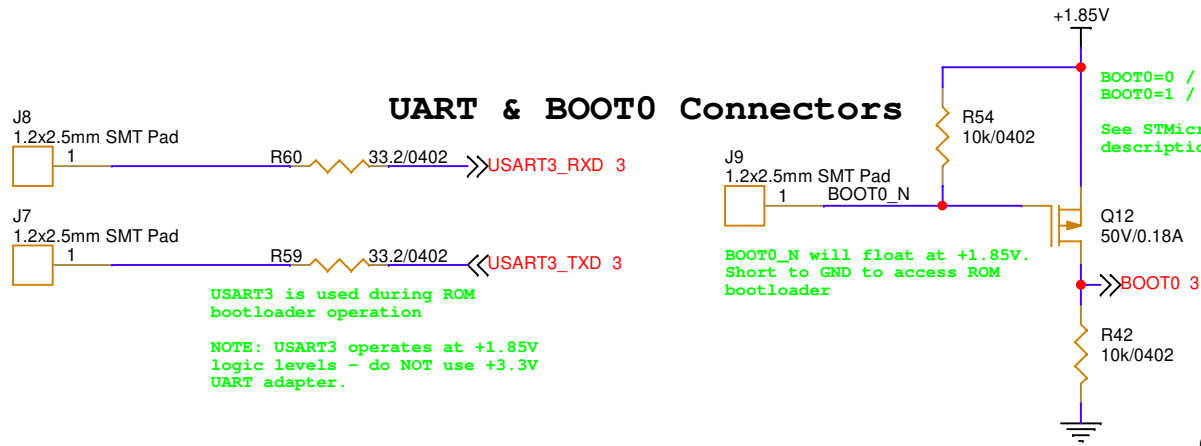 UART & BOOT0 Connectors
J8
1.2x2.5mm SMT Pad
1
R60
33.2/0402
USART3_RXD 3
J7
1.2x2.5mm SMT Pad
1
R59
33.2/0402
USART3_TXD 3
USART3 is used during ROM
bootloader operation
NOTE: USART3 operates at +1.85V
logic levels - do NOT use +3.3V
UART adapter.
+1.85V
R54
10k/0402
J9
1.2x2.5mm SMT Pad
1
BOOT0_N
BOOT0_N will float at +1.85V.
Short to GND to access ROM
bootloader
BOOT0=0 /
BOOT0=1 /
See
Q12
50V/0.18A
BOOT0 3
R42
10k/0402